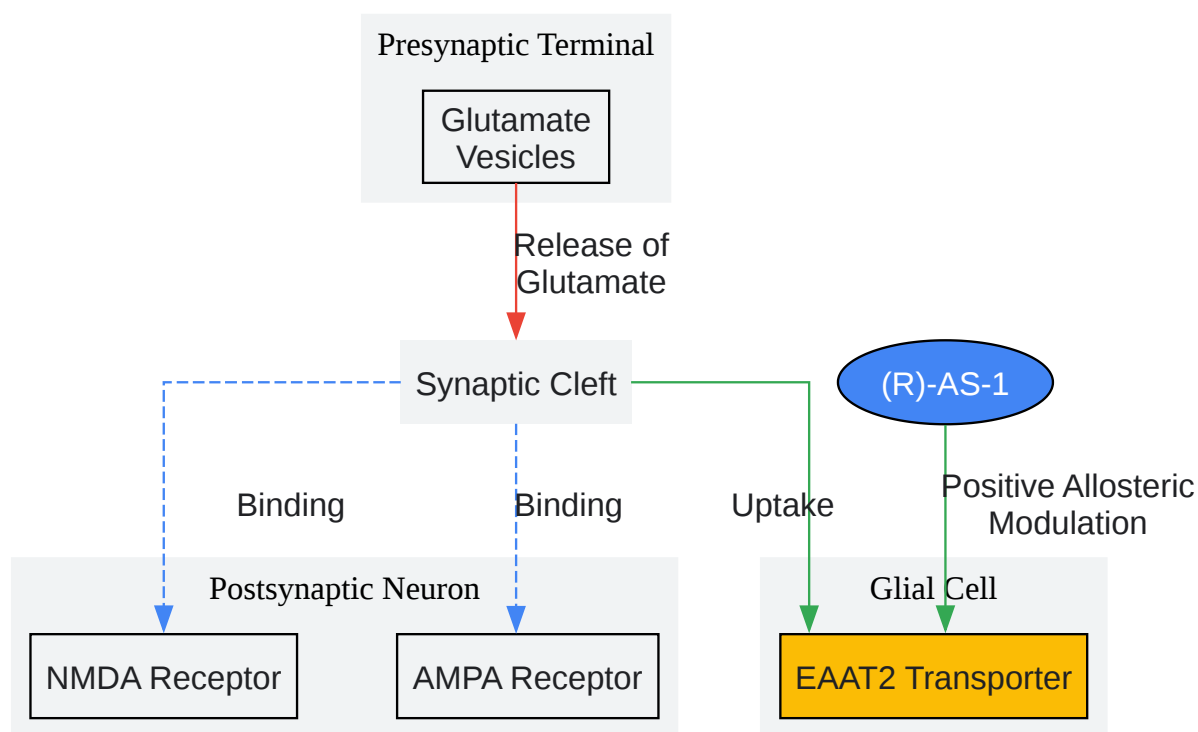 Presynaptic Terminal
Glutamate
Vesicles
Release of
Glutamate
Synaptic Cleft
(R)-AS-1
Binding
Binding
Uptake
Positive Allosteric
Modulation
Postsynaptic Neuron
Glial Cell
NMDA Receptor
AMPA Receptor
EAAT2 Transporter